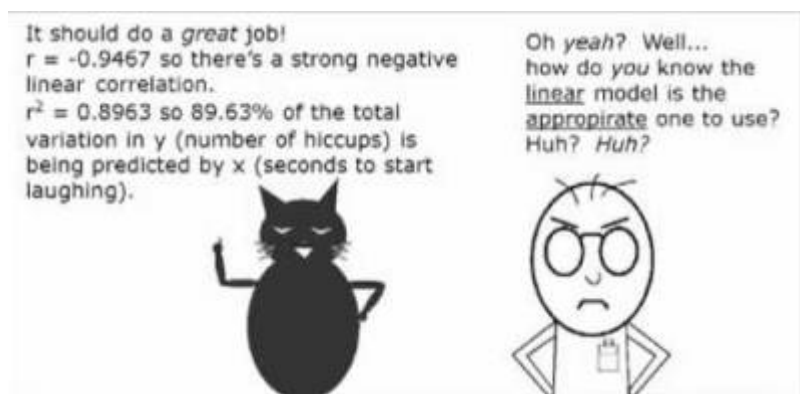 It should do a great job!
r = -0.9467 so there's a strong negative
linear correlation.
r² = 0.8963 so 89.63% of the total
variation in y (number of hiccups) is
being predicted by x (seconds to start
laughing).
Oh yeah? Well...
how do you know the
linear model is the
appropirate one to use?
Huh? Huh?